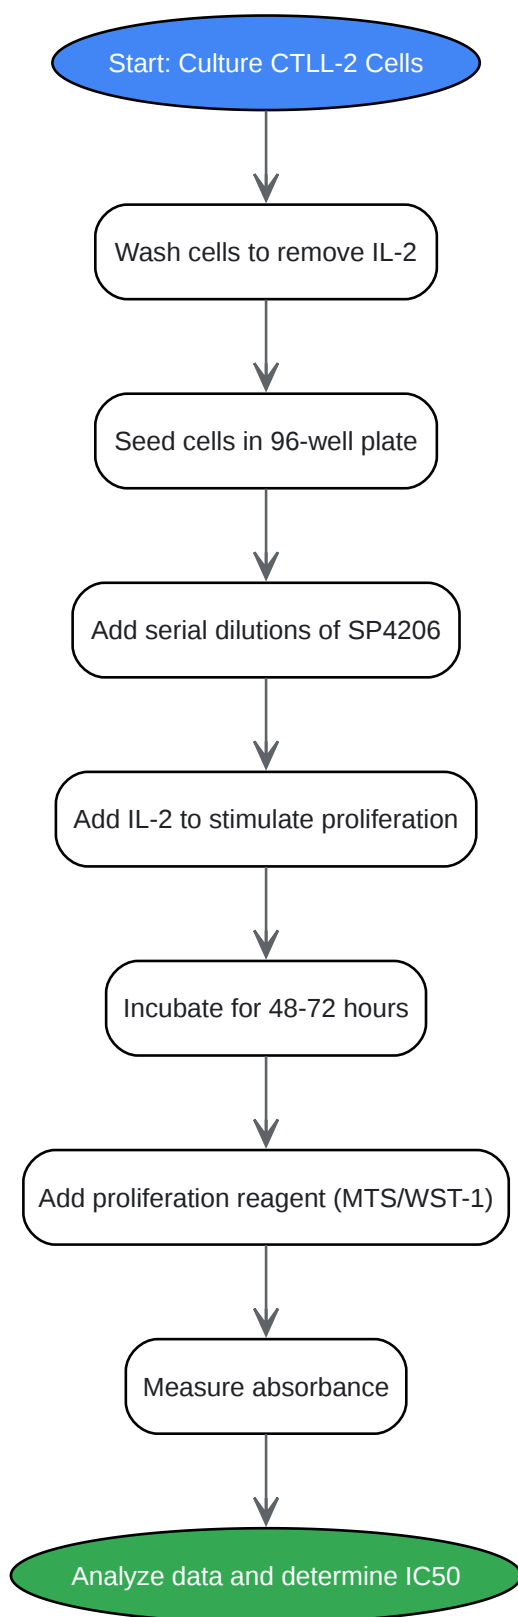 Start: Culture CTLL-2 Cells
Wash cells to remove IL-2
Seed cells in 96-well plate
Add serial dilutions of SP4206
Add IL-2 to stimulate proliferation
Incubate for 48-72 hours
Add proliferation reagent (MTS/WST-1)
Measure absorbance
Analyze data and determine IC50